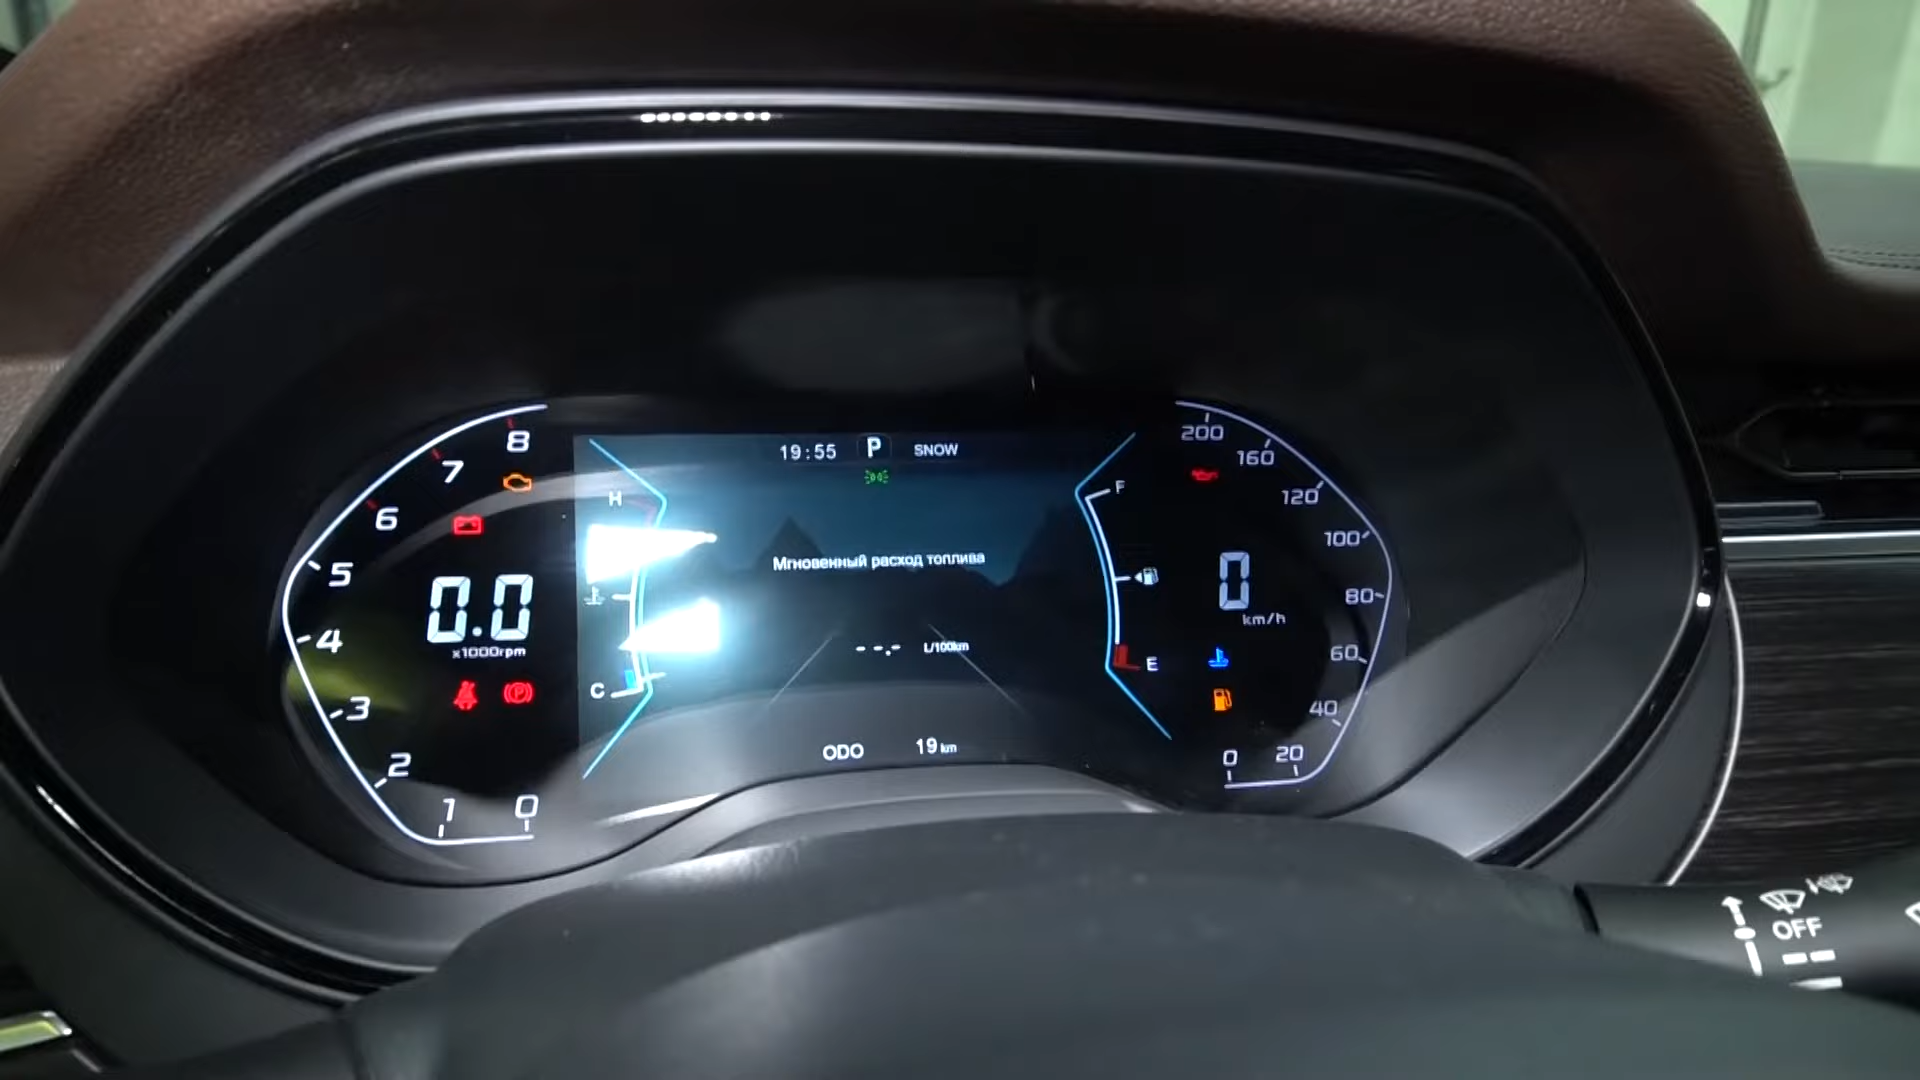 19:55 P SNOW
8
7
6
5
4
3
2
1
0
0.0
x1000rpm
H
C
Мгновенный расход топлива
--.- L/100km
ODO 19 km
F
E
200
160
120
100
80
60
40
20
0
0
km/h
OFF